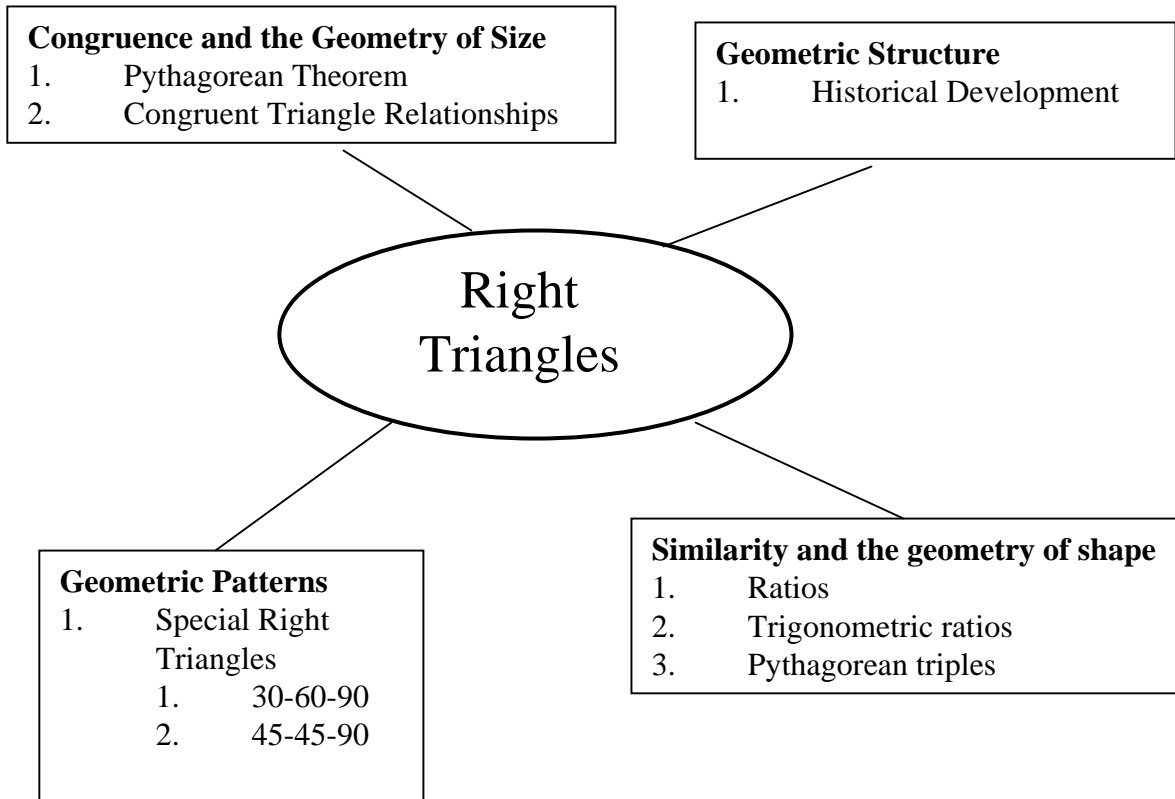 Congruence and the Geometry of Size
1. Pythagorean Theorem
2. Congruent Triangle Relationships
Geometric Structure
1. Historical Development
Right
Triangles
Geometric Patterns
1. Special Right
Triangles
1. 30-60-90
2. 45-45-90
Similarity and the geometry of shape
1. Ratios
2. Trigonometric ratios
3. Pythagorean triples